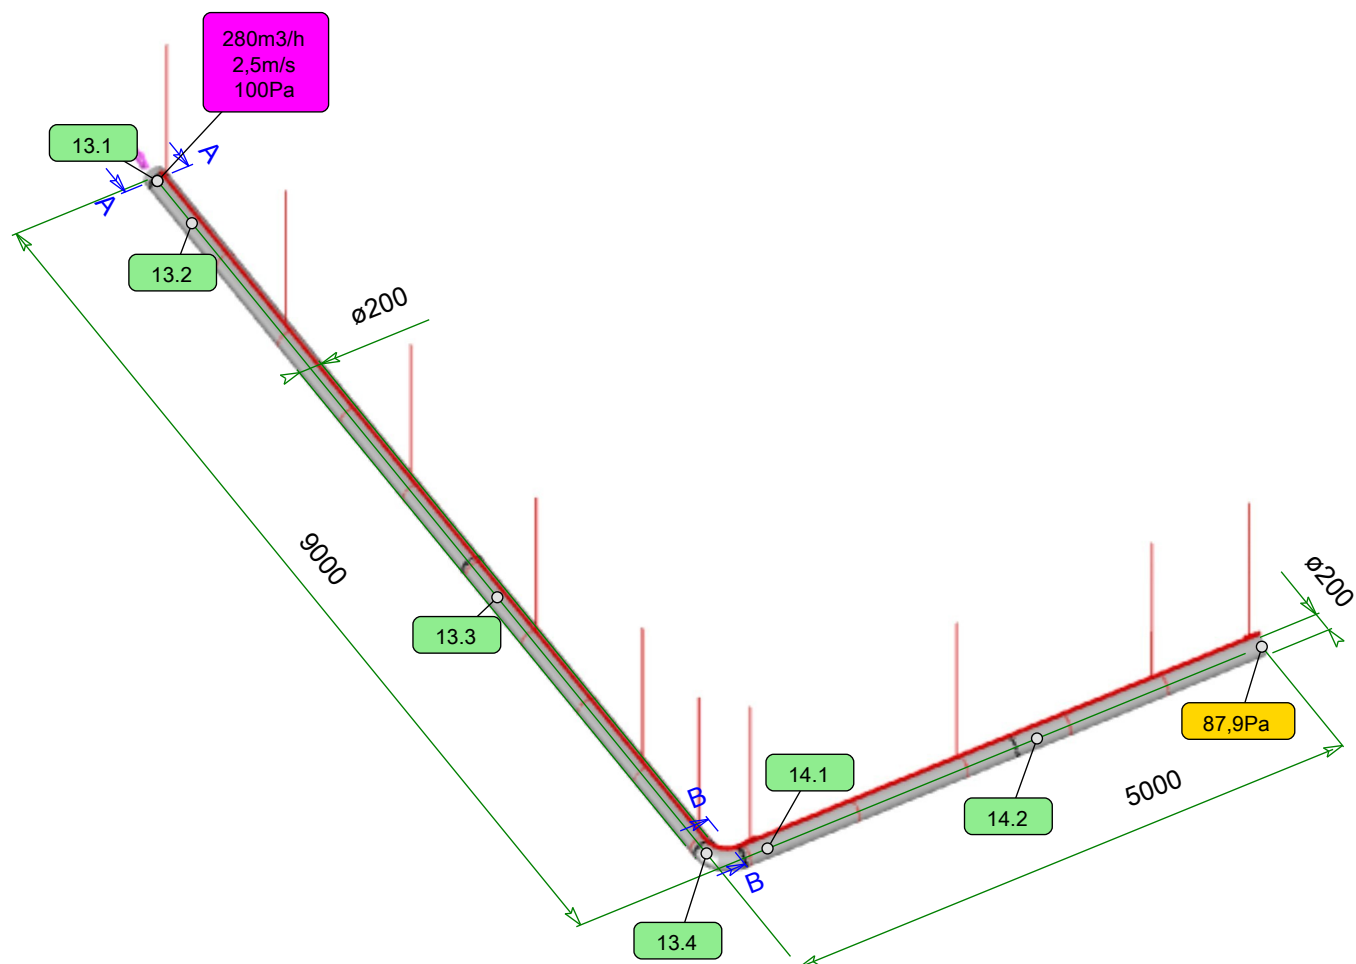 280m3/h
2,5m/s
100Pa
13.1
A
A
13.2
ø200
9000
13.3
ø200
87,9Pa
14.1
B
5000
14.2
B
13.4